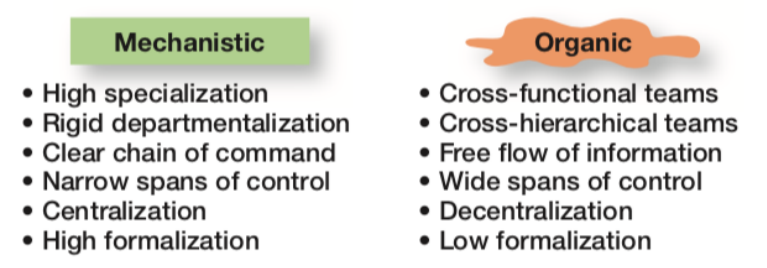 Mechanistic
• High specialization
• Rigid departmentalization
• Clear chain of command
• Narrow spans of control
• Centralization
• High formalization
Organic
• Cross-functional teams
• Cross-hierarchical teams
• Free flow of information
• Wide spans of control
• Decentralization
• Low formalization